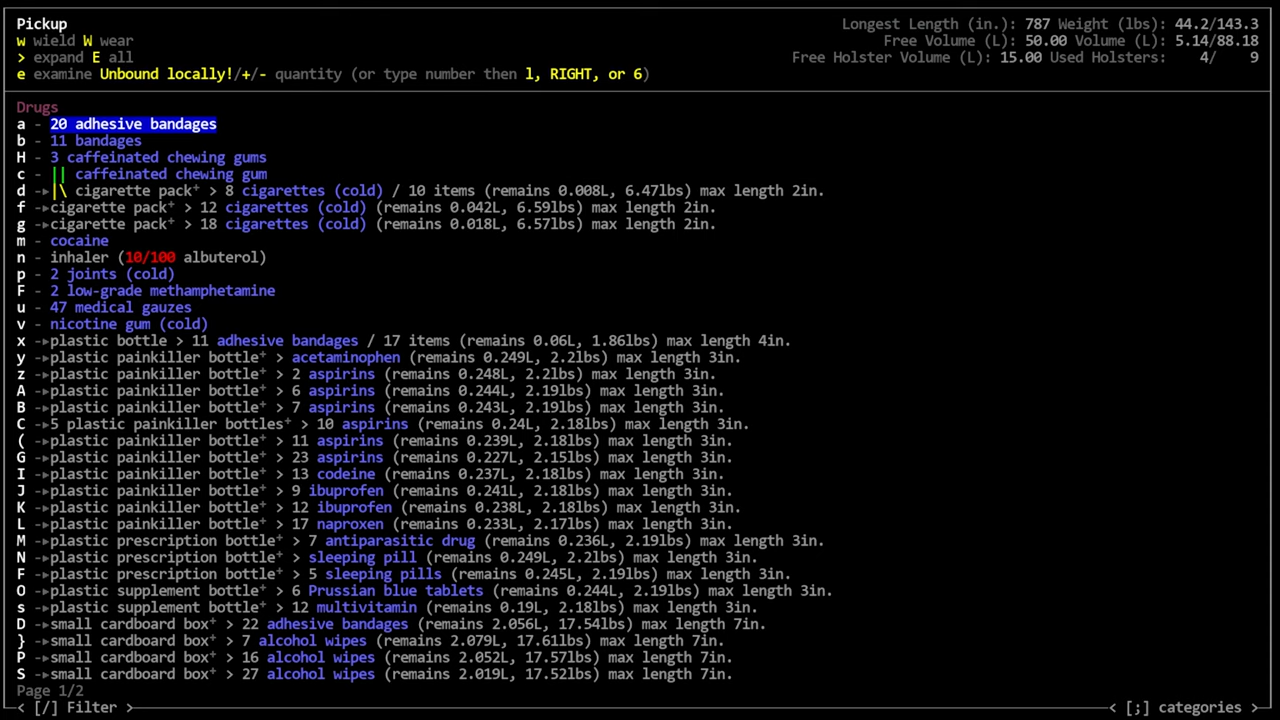 Pickup
Longest Length (in.): 787 Weight (lbs): 44.2/143.3
w wield W wear
Free Volume (L): 50.00 Volume (L): 5.14/88.18
> expand E all
Free Holster Volume (L): 15.00 Used Holsters: 4/ 9
e examine Unbound locally!/+/- quantity (or type number then l, RIGHT, or 6)
Drugs
a - 20 adhesive bandages
b - 11 bandages
H - 3 caffeinated chewing gums
c - || caffeinated chewing gum
d -▸|\ cigarette pack⁺ > 8 cigarettes (cold) / 10 items (remains 0.008L, 6.47lbs) max length 2in.
f -▸cigarette pack⁺ > 12 cigarettes (cold) (remains 0.042L, 6.59lbs) max length 2in.
g -▸cigarette pack⁺ > 18 cigarettes (cold) (remains 0.018L, 6.57lbs) max length 2in.
m - cocaine
n - inhaler (10/100 albuterol)
p - 2 joints (cold)
F - 2 low-grade methamphetamine
u - 47 medical gauzes
v - nicotine gum (cold)
x -▸plastic bottle > 11 adhesive bandages / 17 items (remains 0.06L, 1.86lbs) max length 4in.
y -▸plastic painkiller bottle⁺ > acetaminophen (remains 0.249L, 2.2lbs) max length 3in.
z -▸plastic painkiller bottle⁺ > 2 aspirins (remains 0.248L, 2.2lbs) max length 3in.
A -▸plastic painkiller bottle⁺ > 6 aspirins (remains 0.244L, 2.19lbs) max length 3in.
B -▸plastic painkiller bottle⁺ > 7 aspirins (remains 0.243L, 2.19lbs) max length 3in.
C -▸5 plastic painkiller bottles⁺ > 10 aspirins (remains 0.24L, 2.18lbs) max length 3in.
( -▸plastic painkiller bottle⁺ > 11 aspirins (remains 0.239L, 2.18lbs) max length 3in.
G -▸plastic painkiller bottle⁺ > 23 aspirins (remains 0.227L, 2.15lbs) max length 3in.
I -▸plastic painkiller bottle⁺ > 13 codeine (remains 0.237L, 2.18lbs) max length 3in.
J -▸plastic painkiller bottle⁺ > 9 ibuprofen (remains 0.241L, 2.18lbs) max length 3in.
K -▸plastic painkiller bottle⁺ > 12 ibuprofen (remains 0.238L, 2.18lbs) max length 3in.
L -▸plastic painkiller bottle⁺ > 17 naproxen (remains 0.233L, 2.17lbs) max length 3in.
M -▸plastic prescription bottle⁺ > 7 antiparasitic drug (remains 0.236L, 2.19lbs) max length 3in.
N -▸plastic prescription bottle⁺ > sleeping pill (remains 0.249L, 2.2lbs) max length 3in.
F -▸plastic prescription bottle⁺ > 5 sleeping pills (remains 0.245L, 2.19lbs) max length 3in.
O -▸plastic supplement bottle⁺ > 6 Prussian blue tablets (remains 0.244L, 2.19lbs) max length 3in.
s -▸plastic supplement bottle⁺ > 12 multivitamin (remains 0.19L, 2.18lbs) max length 3in.
D -▸small cardboard box⁺ > 22 adhesive bandages (remains 2.056L, 17.54lbs) max length 7in.
} -▸small cardboard box⁺ > 7 alcohol wipes (remains 2.079L, 17.61lbs) max length 7in.
P -▸small cardboard box⁺ > 16 alcohol wipes (remains 2.052L, 17.57lbs) max length 7in.
S -▸small cardboard box⁺ > 27 alcohol wipes (remains 2.019L, 17.52lbs) max length 7in.
Page 1/2
< [/] Filter >
< [;] categories >